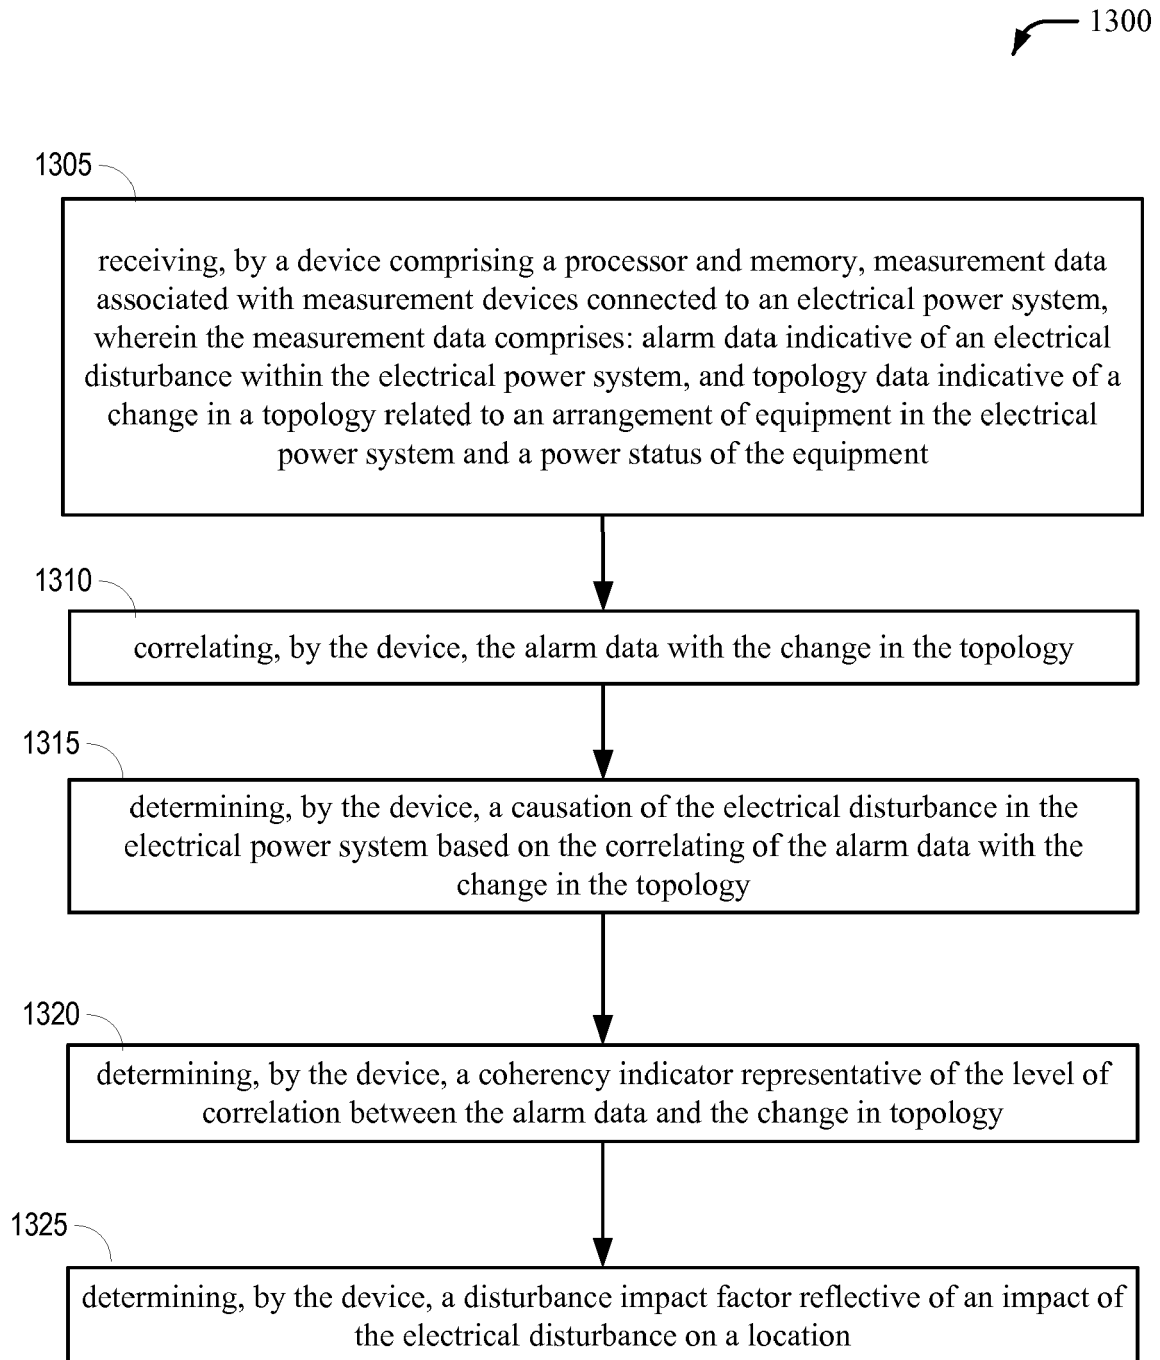 1300
1305
receiving, by a device comprising a processor and memory, measurement data
associated with measurement devices connected to an electrical power system,
wherein the measurement data comprises: alarm data indicative of an electrical
disturbance within the electrical power system, and topology data indicative of a
change in a topology related to an arrangement of equipment in the electrical
power system and a power status of the equipment
1310
correlating, by the device, the alarm data with the change in the topology
1315
determining, by the device, a causation of the electrical disturbance in the
electrical power system based on the correlating of the alarm data with the
change in the topology
1320
determining, by the device, a coherency indicator representative of the level of
correlation between the alarm data and the change in topology
1325
determining, by the device, a disturbance impact factor reflective of an impact of
the electrical disturbance on a location